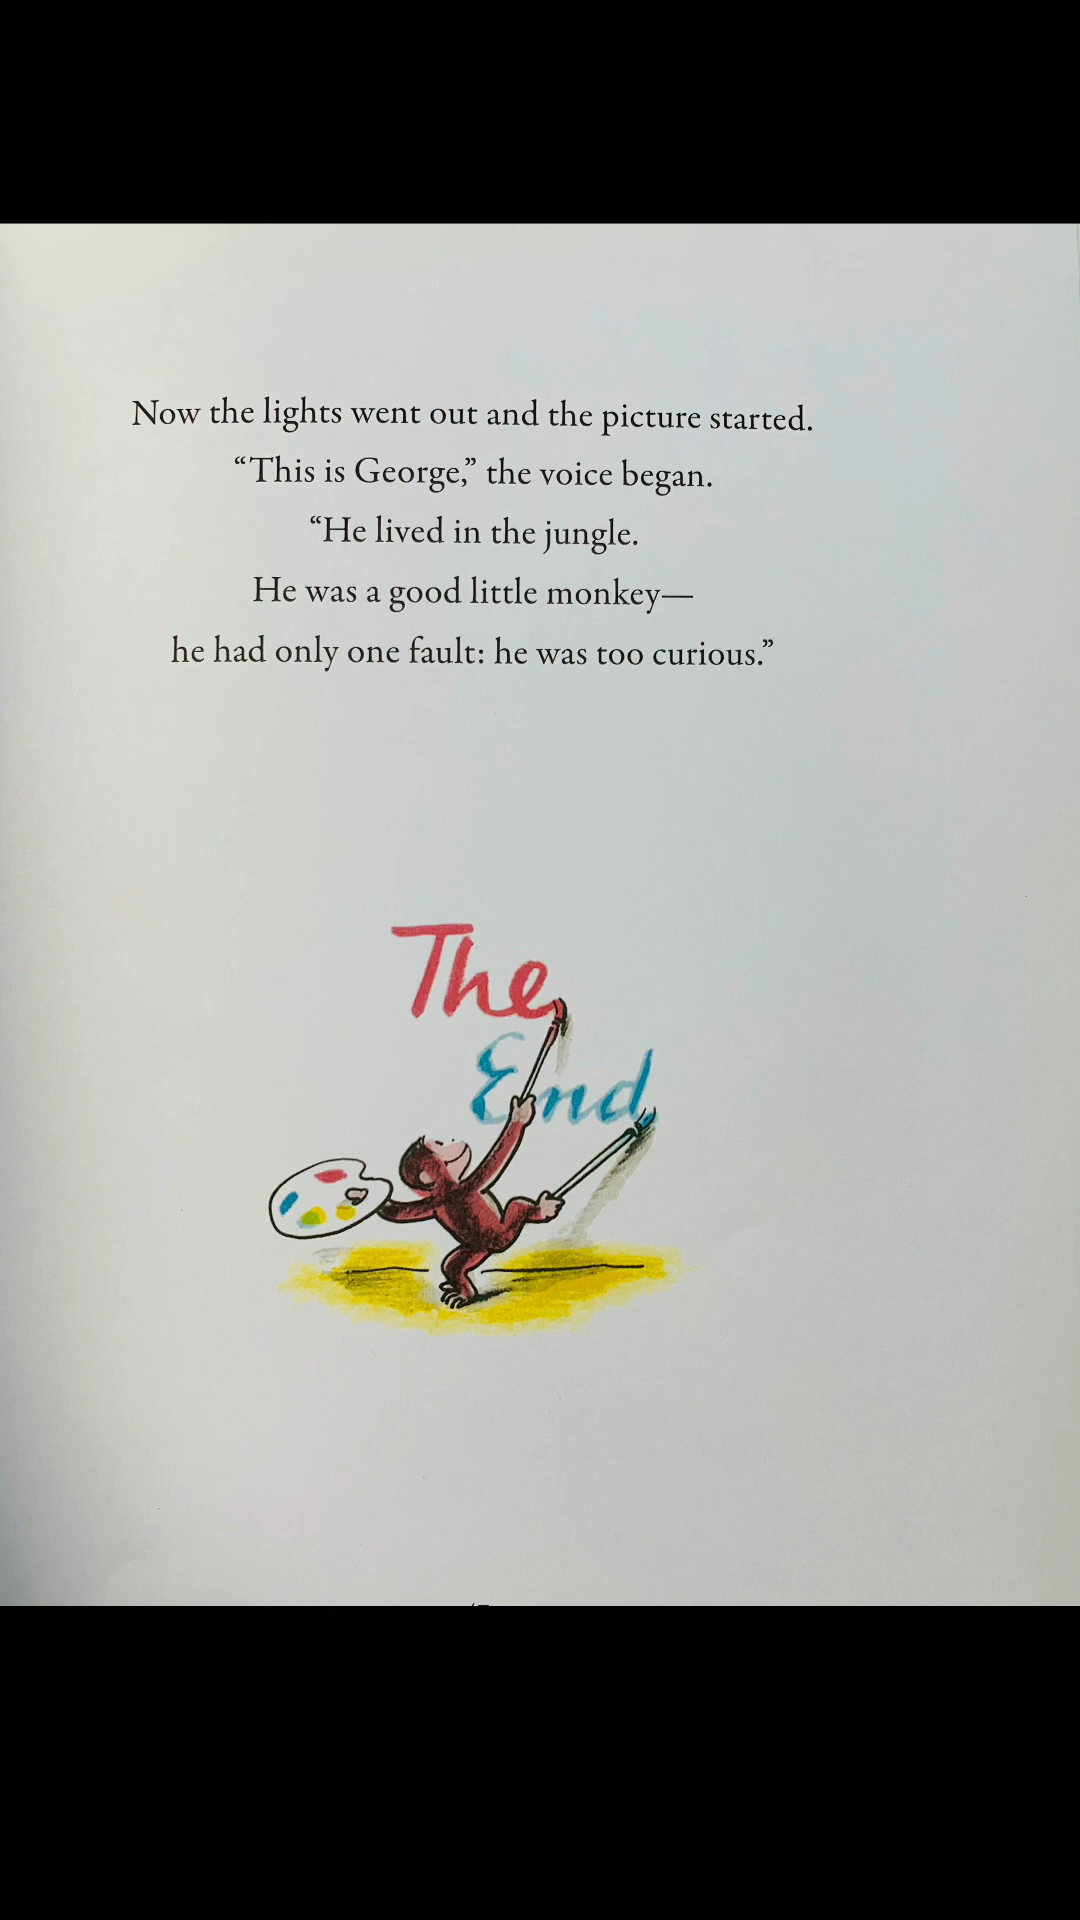 Now the lights went out and the picture started.
“This is George,” the voice began.
“He lived in the jungle.
He was a good little monkey—
he had only one fault: he was too curious.”
The
End